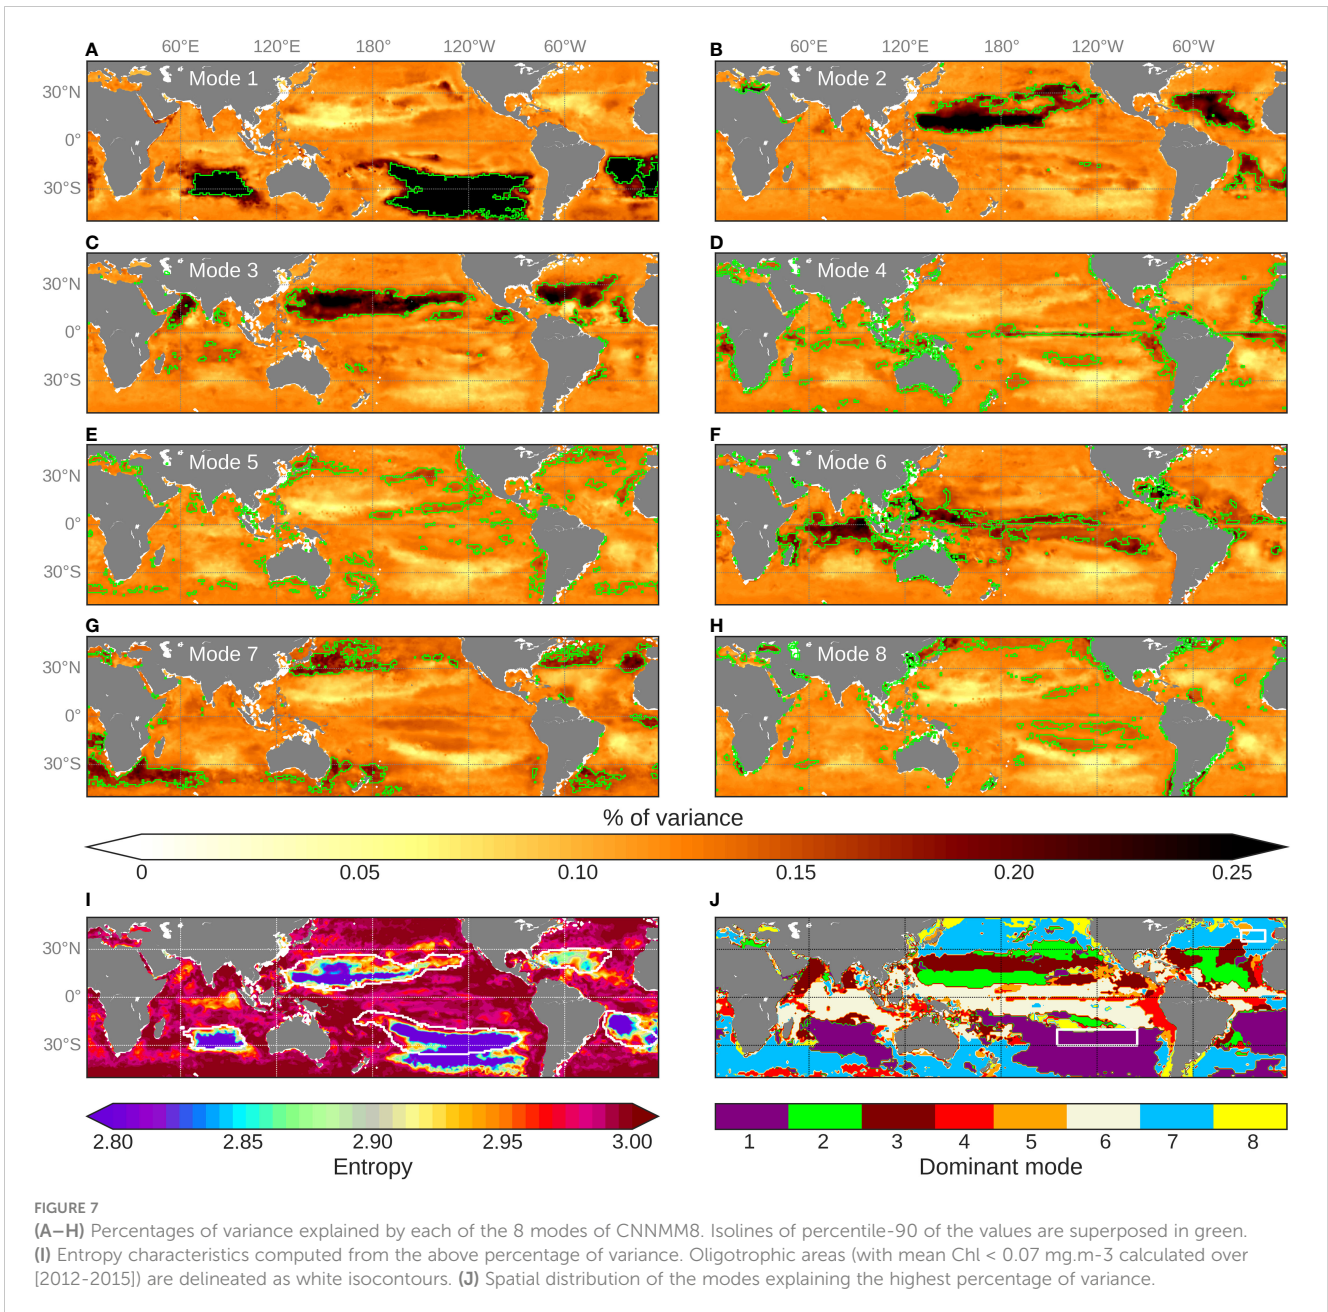 A 60°E 120°E 180° 120°W 60°W
B 60°E 120°E 180° 120°W 60°W
Mode 1
Mode 2
30°N
0°
30°S
C
D
Mode 3
Mode 4
30°N
0°
30°S
E
F
Mode 5
Mode 6
30°N
0°
30°S
G
H
Mode 7
Mode 8
30°N
0°
30°S
% of variance
0 0.05 0.10 0.15 0.20 0.25
I
J
30°N
0°
30°S
2.80 2.85 2.90 2.95 3.00
Entropy
1 2 3 4 5 6 7 8
Dominant mode
FIGURE 7
(A–H) Percentages of variance explained by each of the 8 modes of CNNMM8. Isolines of percentile-90 of the values are superposed in green.
(I) Entropy characteristics computed from the above percentage of variance. Oligotrophic areas (with mean Chl < 0.07 mg.m-3 calculated over
[2012-2015]) are delineated as white isocontours. (J) Spatial distribution of the modes explaining the highest percentage of variance.